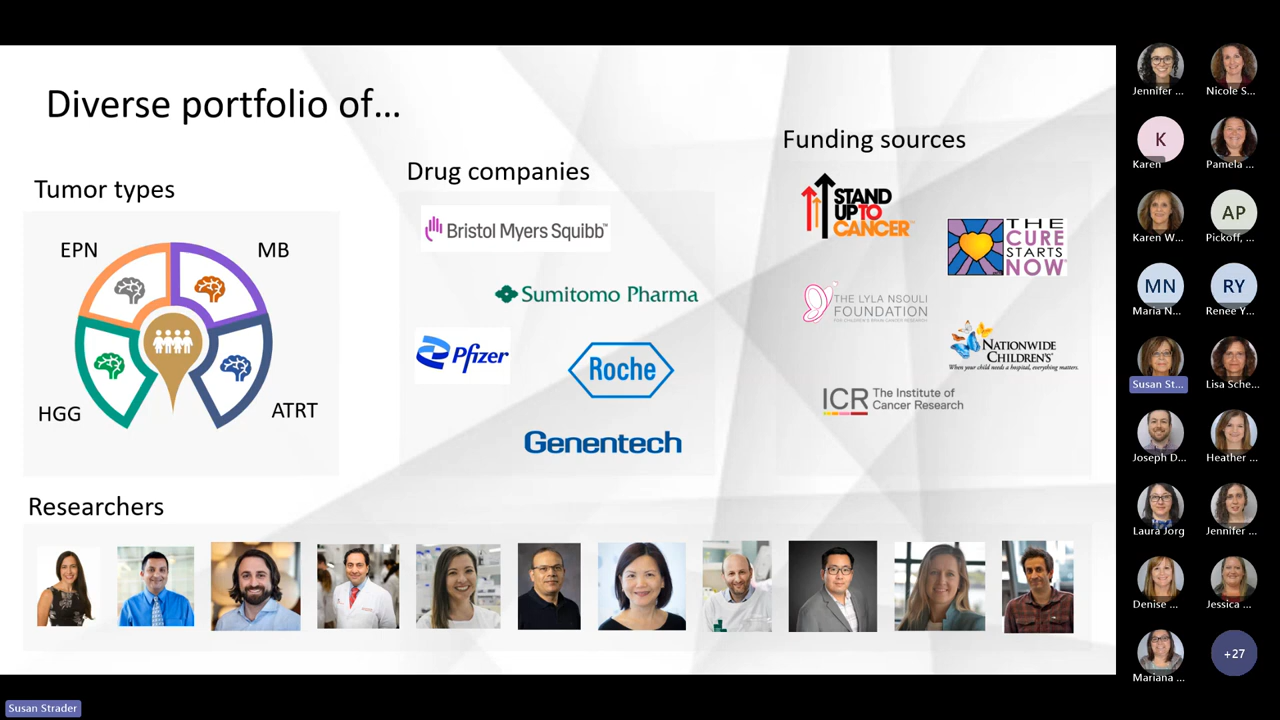 Diverse portfolio of...
Tumor types
EPN
MB
HGG
ATRT
Drug companies
Bristol Myers Squibb™
Sumitomo Pharma
Pfizer
Roche
Genentech
Funding sources
STAND
UP TO
CANCER
THE
CURE
STARTS
NOW
THE LYLA NSOULI
FOUNDATION
FOR CHILDREN'S BRAIN CANCER RESEARCH
NATIONWIDE
CHILDREN'S
When your child needs a hospital, everything matters.
ICR The Institute of
Cancer Research
Researchers
Jennifer ...
Nicole S...
K
Karen
Pamela ...
Karen W...
AP
Pickoff, ...
MN
Maria N...
RY
Renee Y...
Susan St...
Lisa Sche...
Joseph D...
Heather ...
Laura Jorg
Jennifer ...
Denise ...
Jessica ...
Mariana ...
+27
Susan Strader